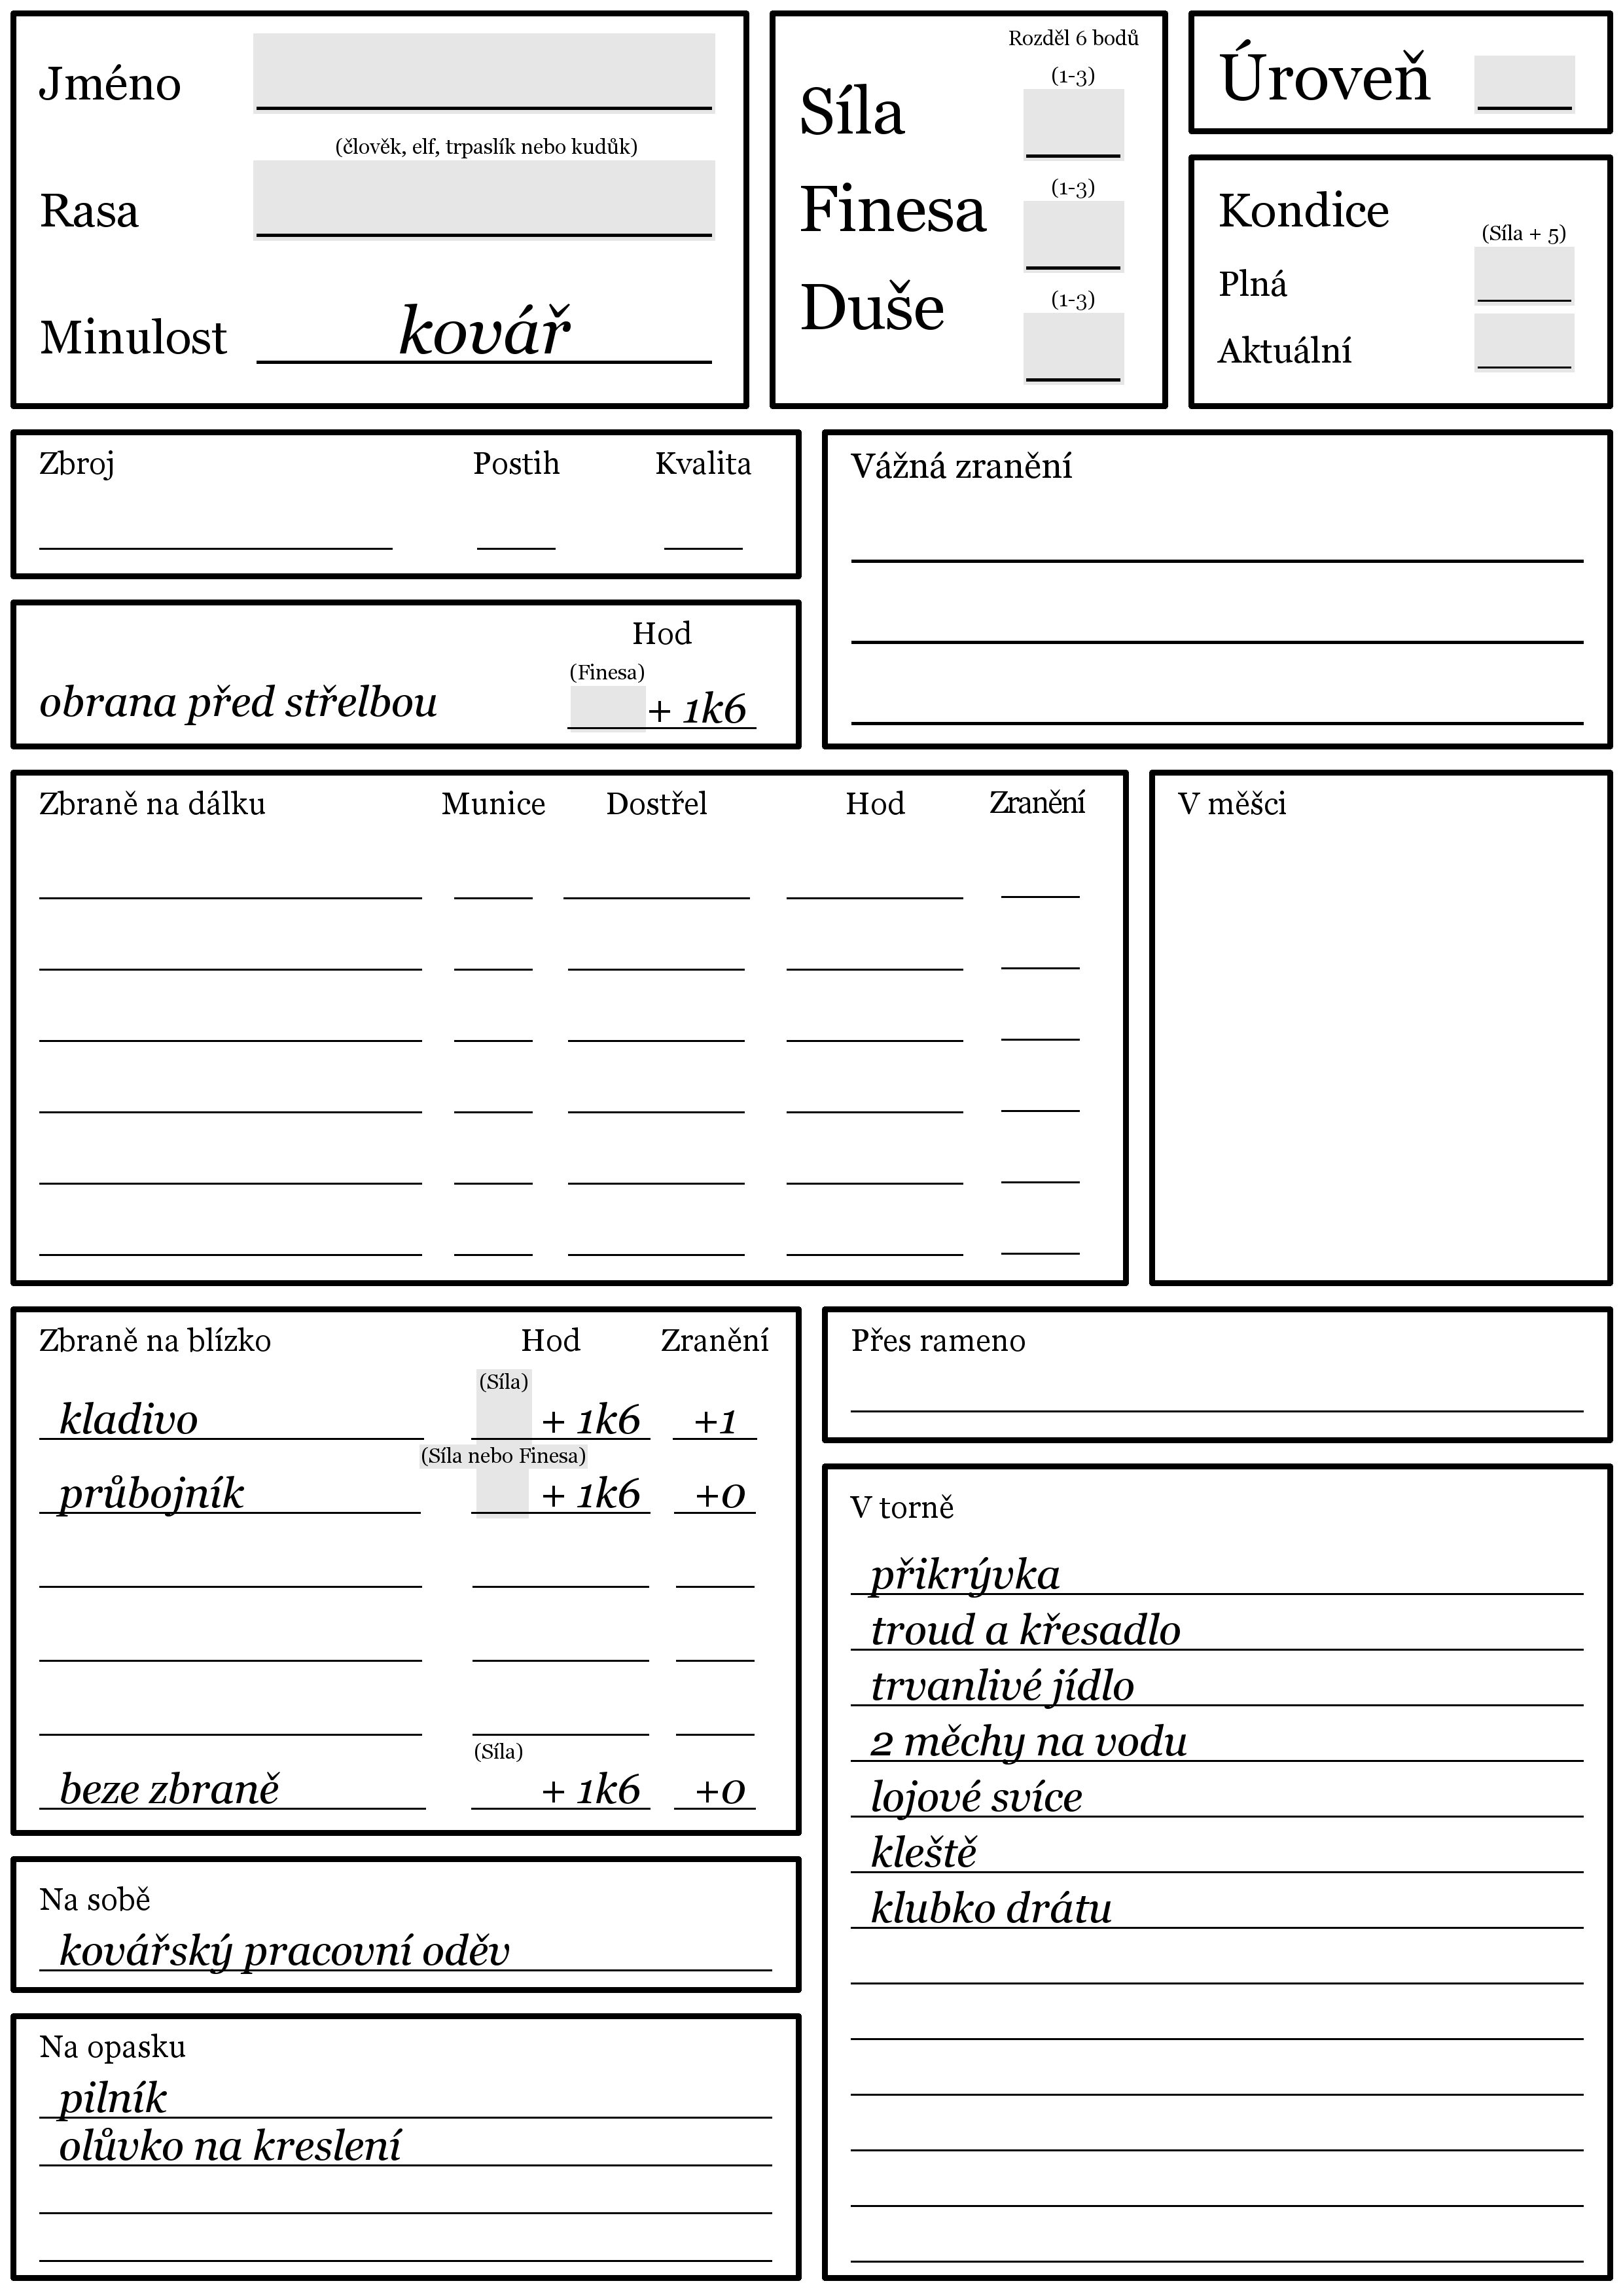 Jméno
(člověk, elf, trpaslík nebo kudůk)
Rasa
Minulost kovář
Rozděl 6 bodů
(1-3)
Síla
(1-3)
Finesa
(1-3)
Duše
Úroveň
Kondice
(Síla + 5)
Plná
Aktuální
Zbroj Postih Kvalita
Vážná zranění
Hod
(Finesa)
obrana před střelbou + 1k6
Zbraně na dálku Munice Dostřel Hod Zranění
V měšci
Zbraně na blízko Hod Zranění
(Síla)
kladivo + 1k6 +1
(Síla nebo Finesa)
průbojník + 1k6 +0
(Síla)
beze zbraně + 1k6 +0
Přes rameno
V torně
přikrývka
troud a křesadlo
trvanlivé jídlo
2 měchy na vodu
lojové svíce
kleště
klubko drátu
Na sobě
kovářský pracovní oděv
Na opasku
pilník
olůvko na kreslení